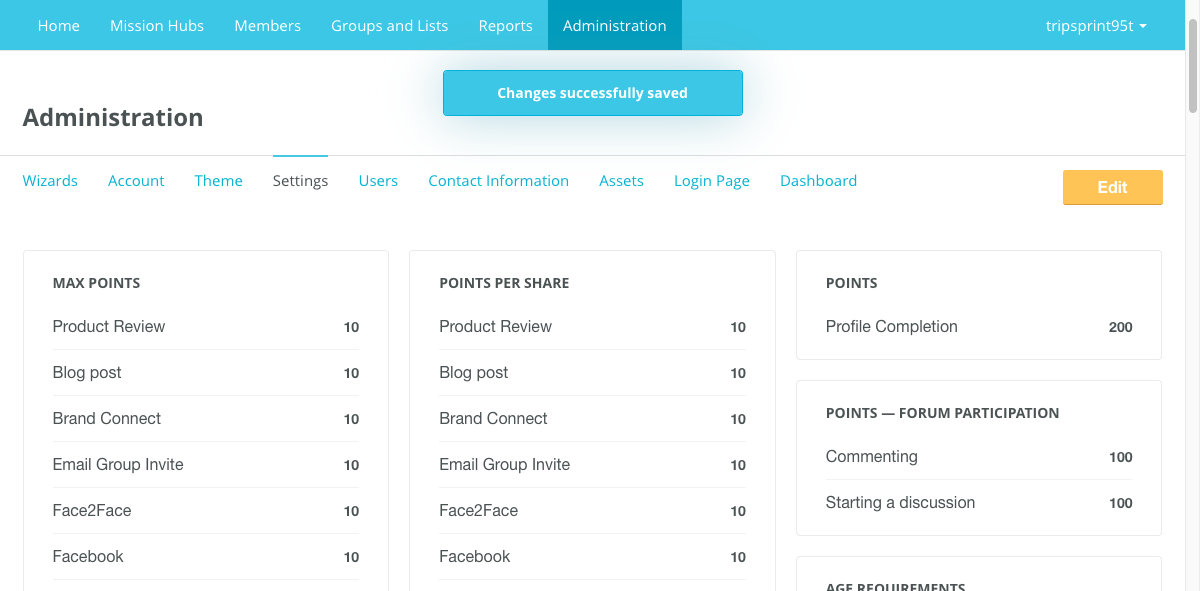 Home Mission Hubs Members Groups and Lists Reports Administration tripsprint95t
Changes successfully saved
Administration
Wizards Account Theme Settings Users Contact Information Assets Login Page Dashboard
Edit
MAX POINTS
Product Review 10
Blog post 10
Brand Connect 10
Email Group Invite 10
Face2Face 10
Facebook 10
POINTS PER SHARE
Product Review 10
Blog post 10
Brand Connect 10
Email Group Invite 10
Face2Face 10
Facebook 10
POINTS
Profile Completion 200
POINTS — FORUM PARTICIPATION
Commenting 100
Starting a discussion 100
AGE REQUIREMENTS